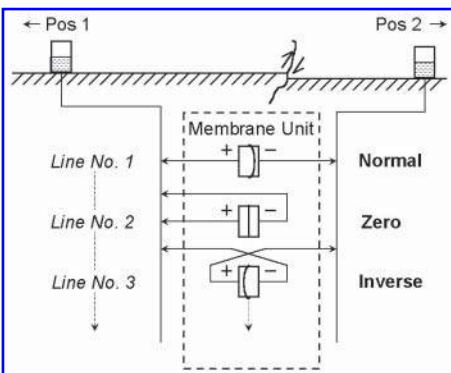 ← Pos 1
Pos 2 →
Membrane Unit
Line No. 1
+ −
Normal
Line No. 2
+ −
Zero
Line No. 3
+ −
Inverse